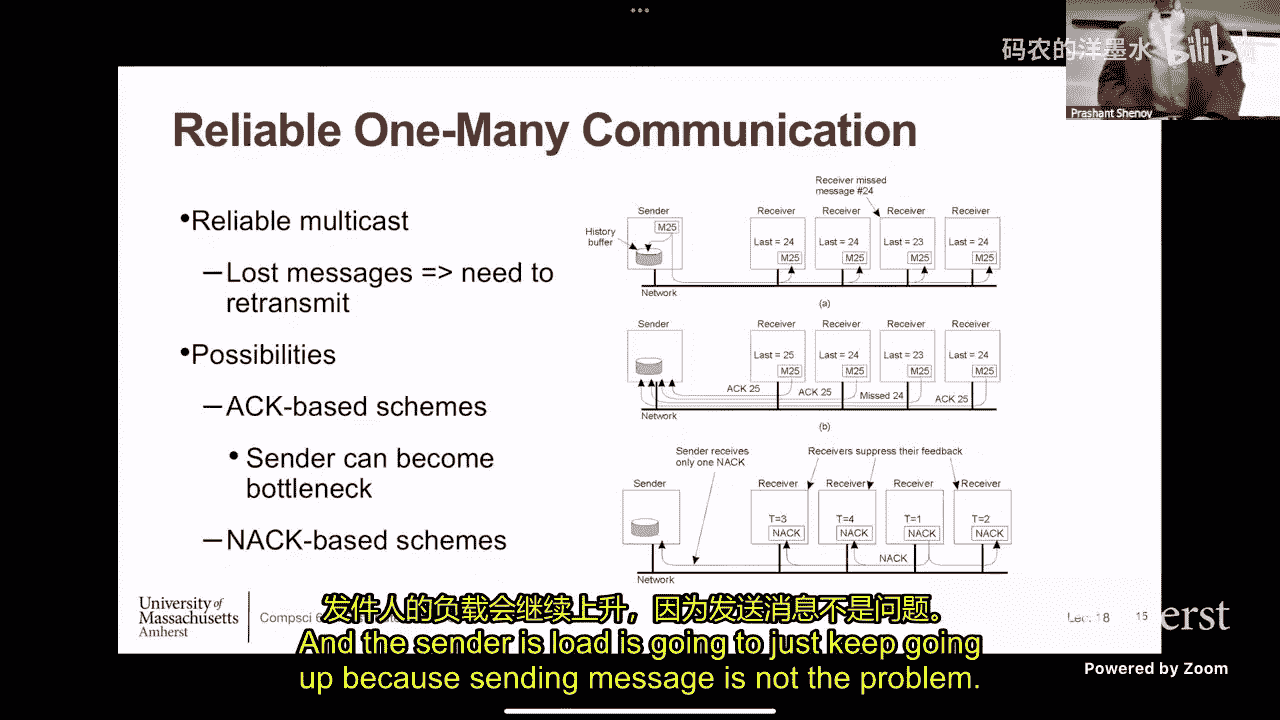 码农的洋墨水 bilibili
Prashant Shenoy
Reliable One-Many Communication
•Reliable multicast
–Lost messages => need to
retransmit
•Possibilities
–ACK-based schemes
• Sender can become
bottleneck
–NACK-based schemes
Receiver missed
message #24
Sender
Receiver
Receiver
Receiver
Receiver
History
buffer
M25
Last = 24
Last = 24
Last = 23
Last = 24
M25
M25
M25
M25
Network
(a)
Sender
Receiver
Receiver
Receiver
Receiver
Last = 25
Last = 24
Last = 23
Last = 24
M25
M25
M25
M25
ACK 25
ACK 25
Missed 24
ACK 25
Network
(b)
Sender receives
only one NACK
Receivers suppress their feedback
Sender
Receiver
Receiver
Receiver
Receiver
T=3
T=4
T=1
T=2
NACK
NACK
NACK
NACK
NACK
Network
University of
Massachusetts
Amherst
Compsci 6
Lec. 18
15
erst
发件人的负载会继续上升，因为发送消息不是问题。
And the sender is load is going to just keep going
up because sending message is not the problem.
Powered by Zoom